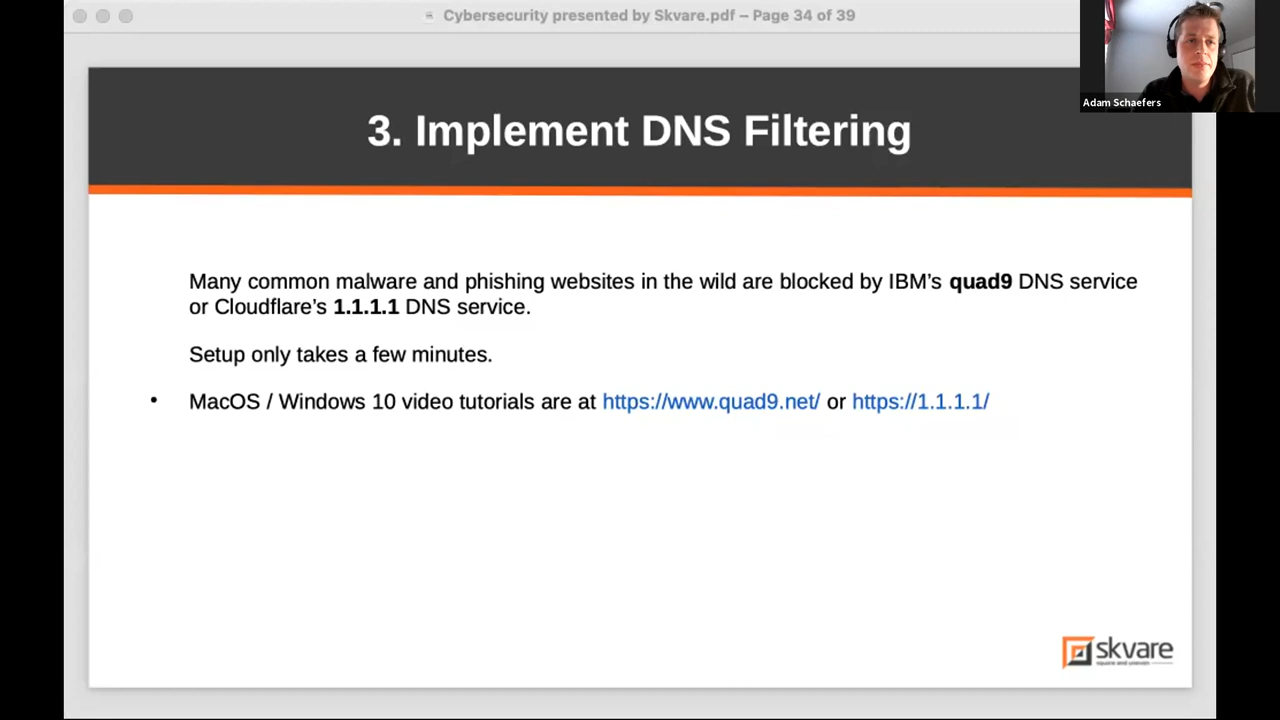 Cybersecurity presented by Skvare.pdf – Page 34 of 39
Adam Schaefers
3. Implement DNS Filtering
Many common malware and phishing websites in the wild are blocked by IBM’s quad9 DNS service
or Cloudflare’s 1.1.1.1 DNS service.
Setup only takes a few minutes.
• MacOS / Windows 10 video tutorials are at https://www.quad9.net/ or https://1.1.1.1/
skvare
square and uneven